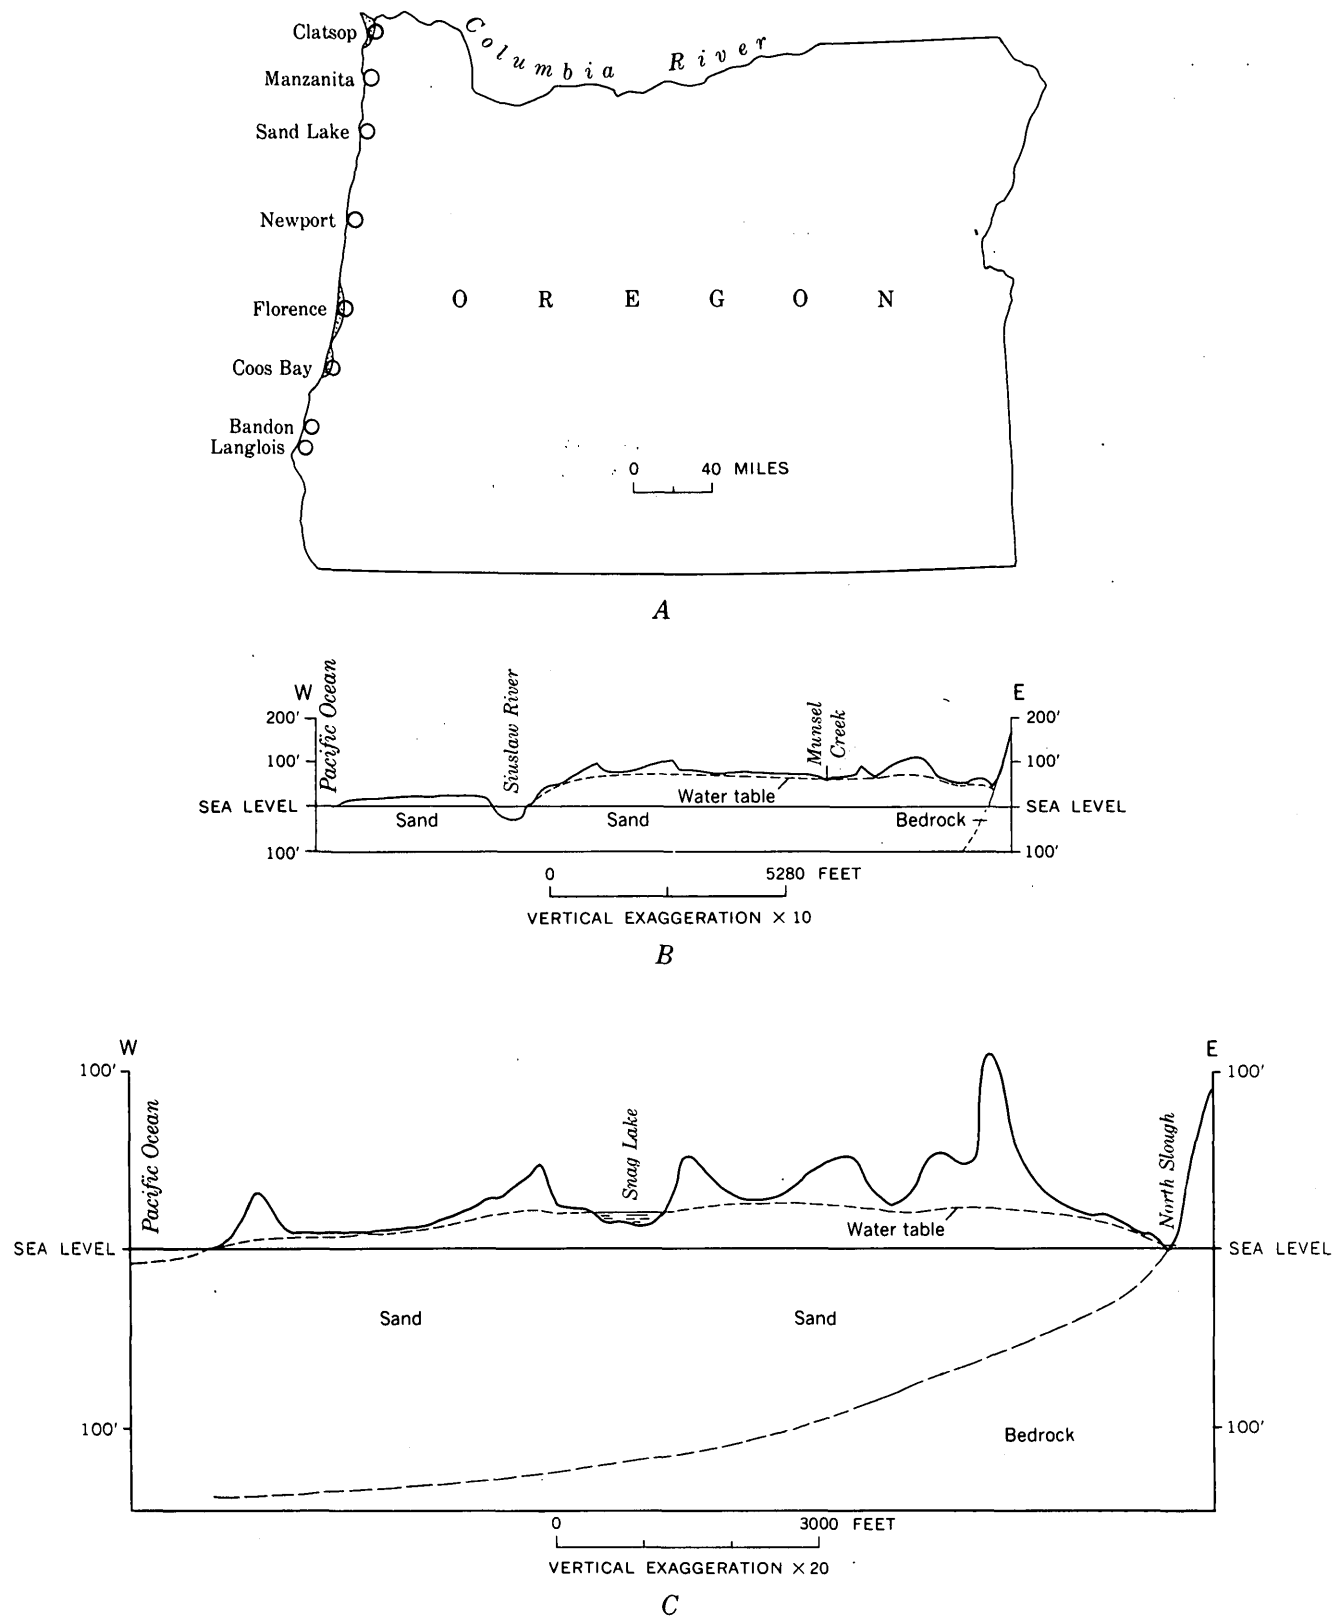 Clatsop
Columbia River
Manzanita
Sand Lake
Newport
Florence
OREGON
Coos Bay
Bandon
Langlois
0 40 MILES
A
W
Pacific Ocean
Siuslaw River
Munsel
Creek
E
200'
200'
100'
100'
Water table
SEA LEVEL
SEA LEVEL
Sand
Sand
Bedrock
100'
100'
0 5280 FEET
VERTICAL EXAGGERATION × 10
B
W
E
100'
100'
Pacific Ocean
Snag Lake
North Slough
Water table
SEA LEVEL
SEA LEVEL
Sand
Sand
100'
100'
Bedrock
0 3000 FEET
VERTICAL EXAGGERATION × 20
C